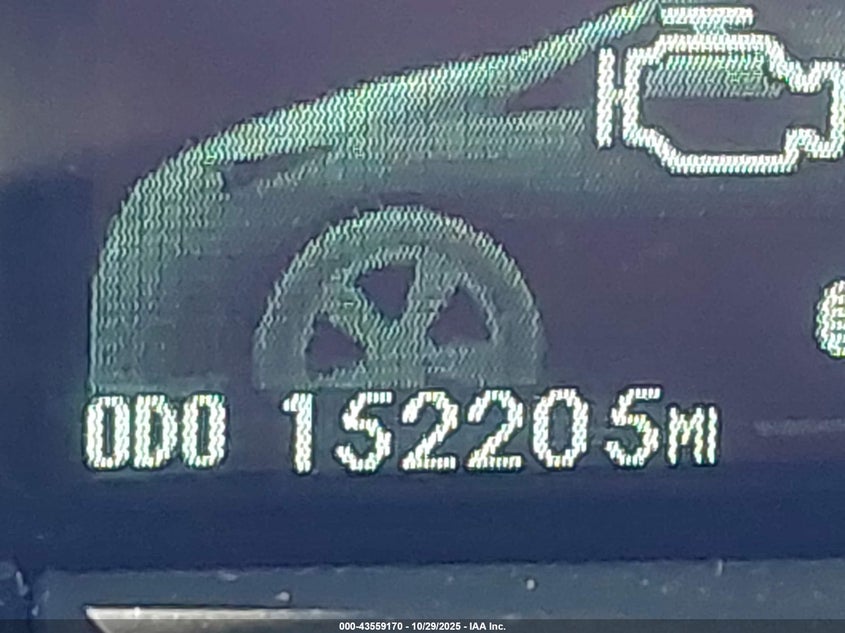 ODO 152205MI
000-43559170 - 10/29/2025 - IAA Inc.